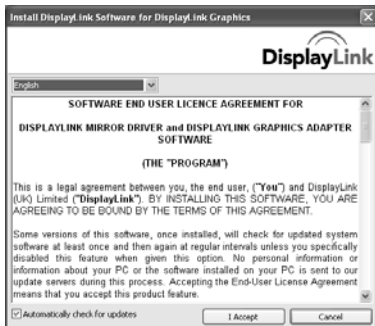 Install DisplayLink Software for DisplayLink Graphics
DisplayLink
English
SOFTWARE END USER LICENCE AGREEMENT FOR
DISPLAYLINK MIRROR DRIVER and DISPLAYLINK GRAPHICS ADAPTER
SOFTWARE
(THE "PROGRAM")
This is a legal agreement between you, the end user, ("You") and DisplayLink
(UK) Limited ("DisplayLink"). BY INSTALLING THIS SOFTWARE, YOU ARE
AGREEING TO BE BOUND BY THE TERMS OF THIS AGREEMENT.
Some versions of this software, once installed, will check for updated system
software at least once and then again at regular intervals unless you specifically
disabled this feature when given this option. No personal information or
information about your PC or the software installed on your PC is sent to our
update servers during this process. Accepting the End-User License Agreement
means that you accept this product feature.
Automatically check for updates
I Accept
Cancel